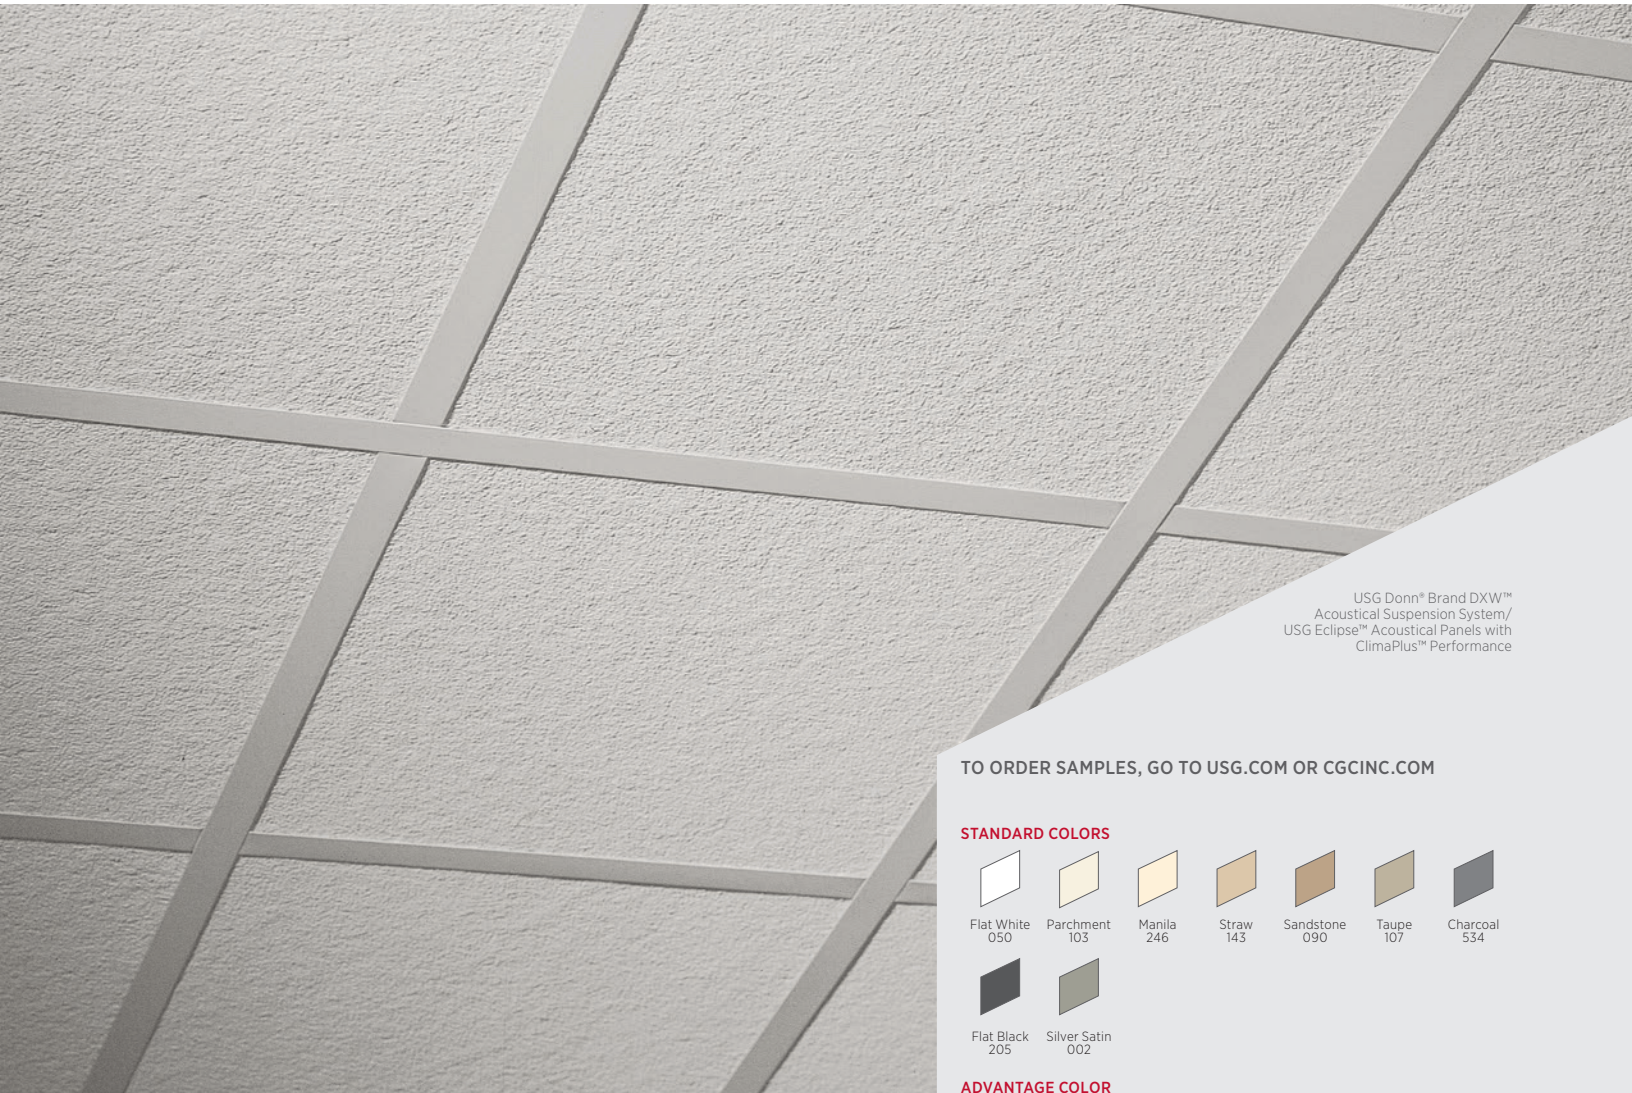 USG Donn® Brand DXW™
Acoustical Suspension System/
USG Eclipse™ Acoustical Panels with
ClimaPlus™ Performance
TO ORDER SAMPLES, GO TO USG.COM OR CGCINC.COM
STANDARD COLORS
Flat White Parchment Manila Straw Sandstone Taupe Charcoal
050 103 246 143 090 107 534
Flat Black Silver Satin
205 002
ADVANTAGE COLOR